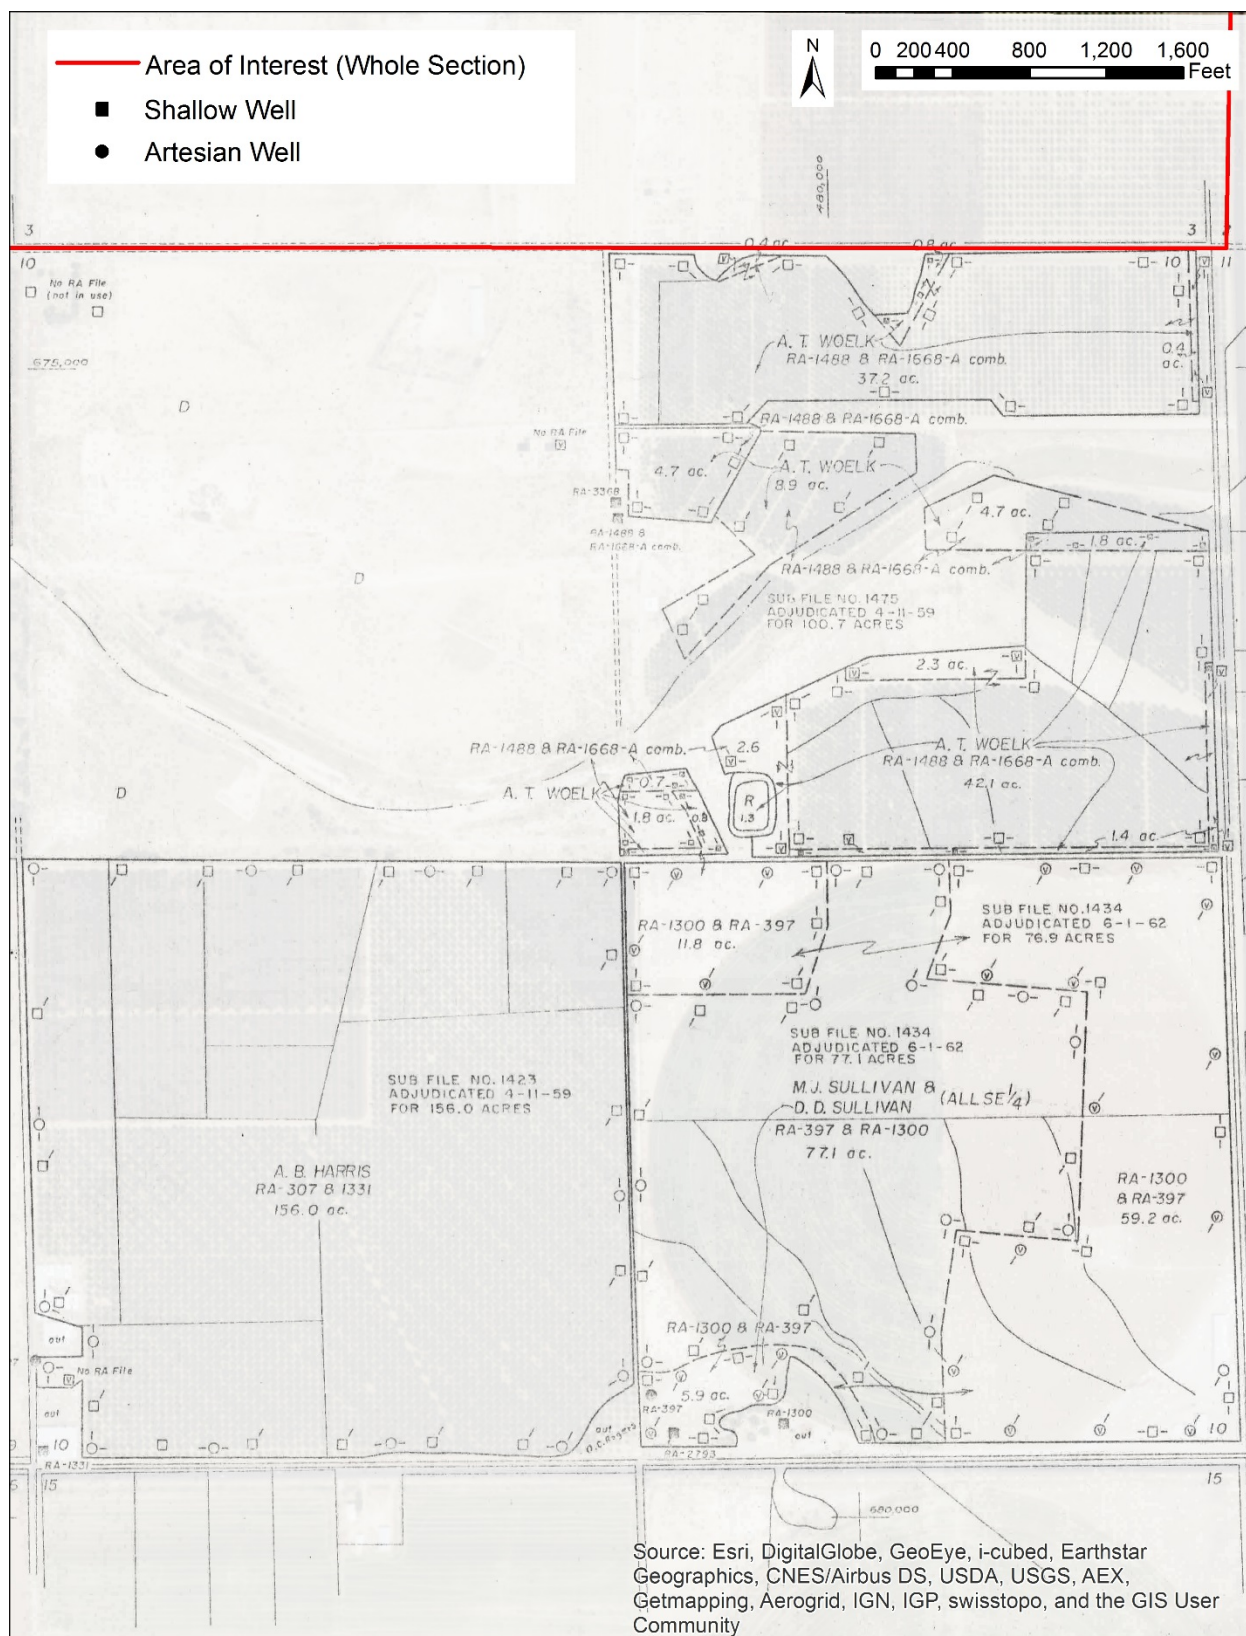 Area of Interest (Whole Section)
Shallow Well
Artesian Well
N
0 200 400 800 1,200 1,600
Feet
480,000
3
3
10
No RA File
(not in use)
675,000
D
0.4 ac.
0.8 ac.
10
11
A. T. WOELK
RA-1488 & RA-1668-A comb.
37.2 ac.
0.4
ac.
RA-1488 & RA-1668-A comb.
No RA File
4.7 ac.
A. T. WOELK
8.9 ac.
RA-3368
RA-1488 &
RA-1668-A comb.
4.7 ac.
1.8 ac.
RA-1488 & RA-1668-A comb.
SUB FILE NO. 1475
ADJUDICATED 4-11-59
FOR 100.7 ACRES
D
2.3 ac.
RA-1488 & RA-1668-A comb.
2.6
A. T. WOELK
RA-1488 & RA-1668-A comb.
42.1 ac.
D
A. T. WOELK
0.7
1.8 ac.
0.8
R
1.3
1.4 ac.
RA-1300 & RA-397
11.8 ac.
SUB FILE NO. 1434
ADJUDICATED 6-1-62
FOR 76.9 ACRES
SUB FILE NO. 1434
ADJUDICATED 6-1-62
FOR 77.1 ACRES
SUB FILE NO. 1423
ADJUDICATED 4-11-59
FOR 156.0 ACRES
M. J. SULLIVAN &
D. D. SULLIVAN
(ALL SE 1/4)
RA-397 & RA-1300
77.1 ac.
A. B. HARRIS
RA-307 & 1331
156.0 ac.
RA-1300
& RA-397
59.2 ac.
RA-1300 & RA-397
out
No RA File
5.9 ac.
RA-397
RA-1300
out
out
out
O.C. Rogers
10
10
RA-1331
RA-2793
15
15
680,000
Source: Esri, DigitalGlobe, GeoEye, i-cubed, Earthstar
Geographics, CNES/Airbus DS, USDA, USGS, AEX,
Getmapping, Aerogrid, IGN, IGP, swisstopo, and the GIS User
Community